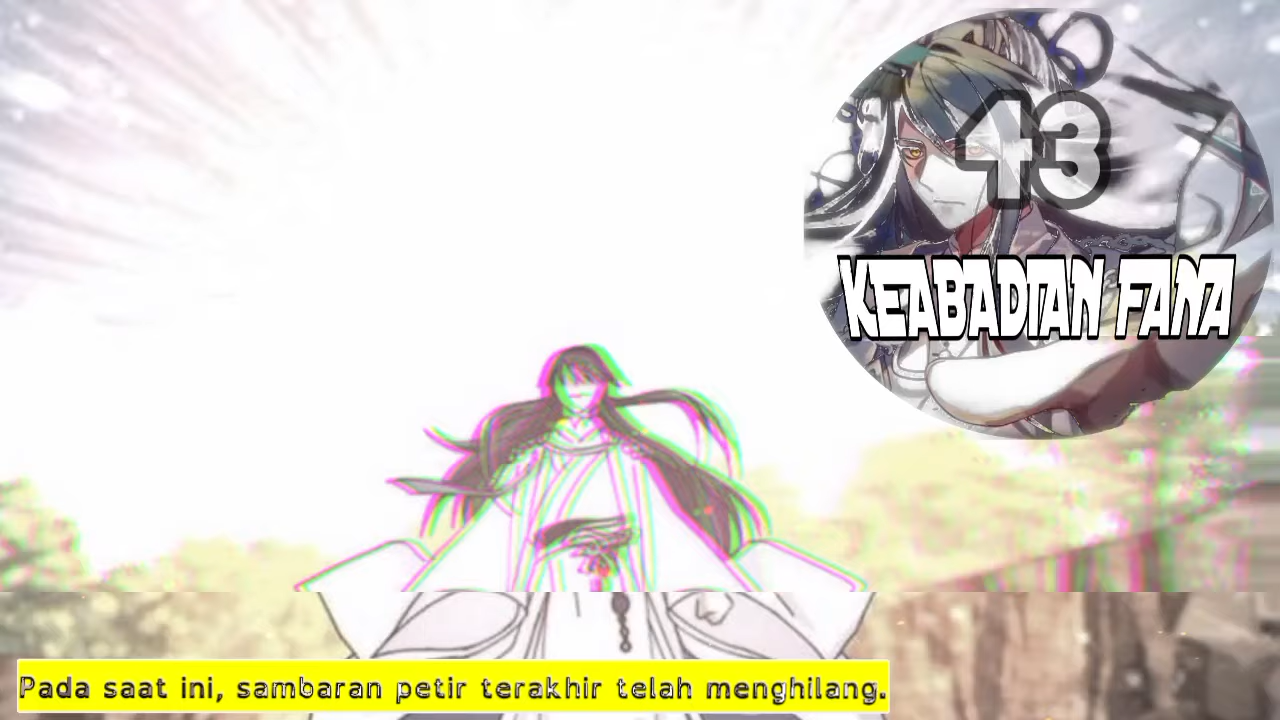 43
KEABADIAN FANA
Pada saat ini, sambaran petir terakhir telah menghilang.